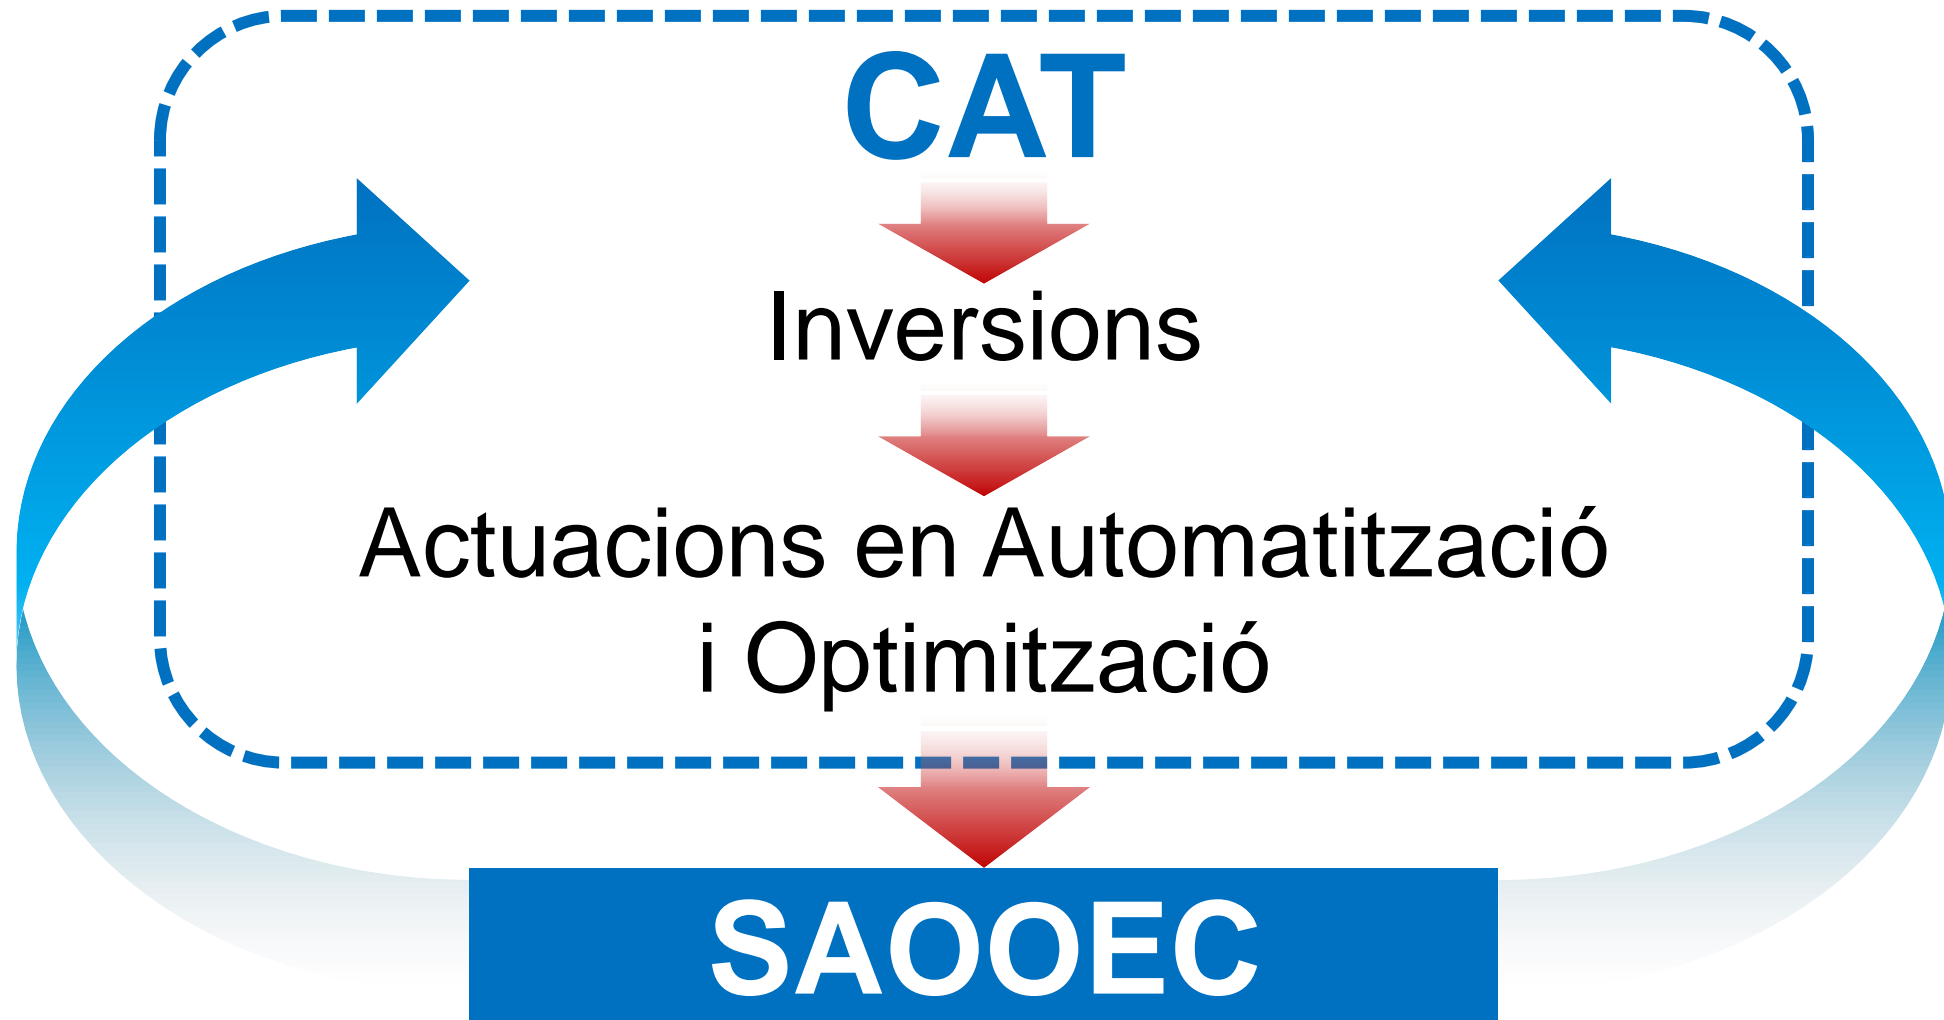 CAT
Inversions
Actuacions en Automatització
i Optimització
SAOOEC